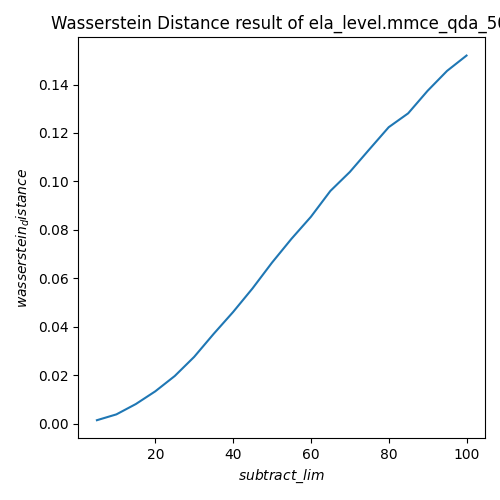 Wasserstein Distance result of ela_level.mmce_qda_50
wasserstein_distance
0.14
0.12
0.10
0.08
0.06
0.04
0.02
0.00
20 40 60 80 100
subtract_lim